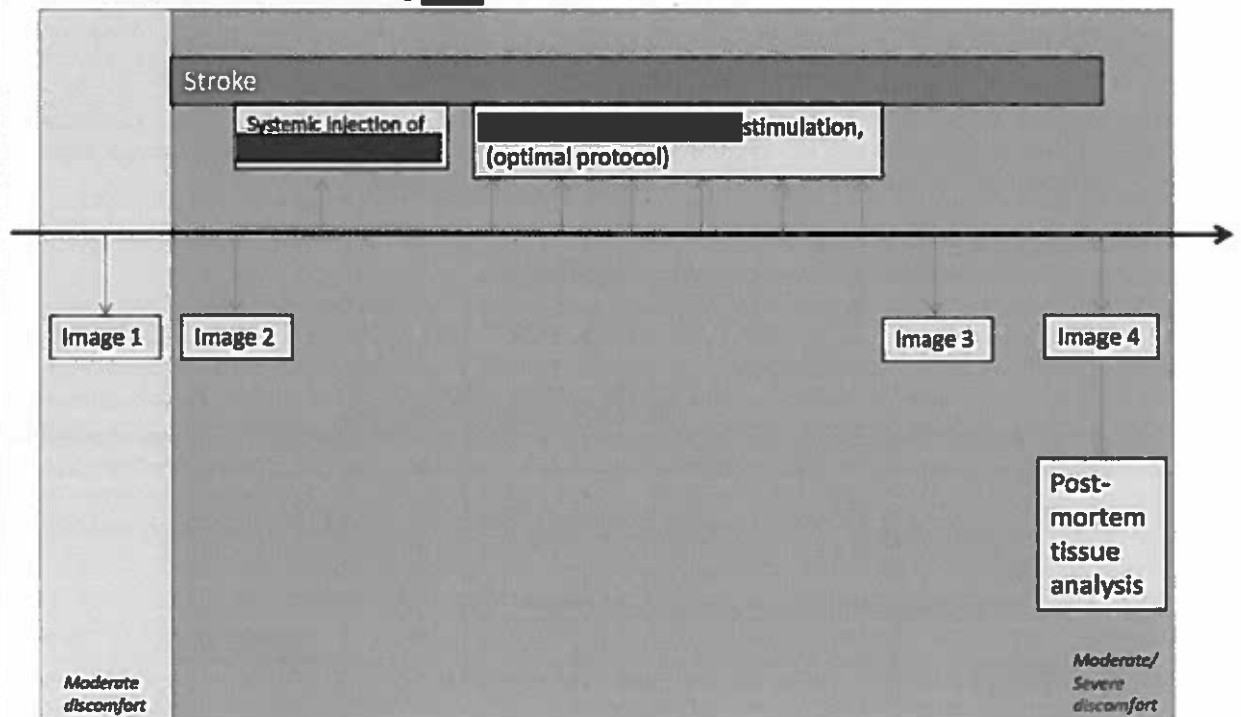 Stroke
Systemic injection of
stimulation,
(optimal protocol)
Image 1
Image 2
Image 3
Image 4
Post-
mortem
tissue
analysis
Moderate
discomfort
Moderate/
Severe
discomfort